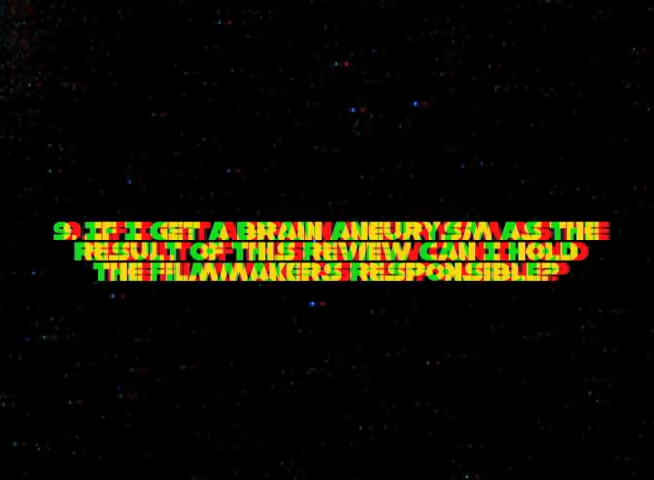 9. IF I GET A BRAIN ANEURYSM AS THE
RESULT OF THIS REVIEW CAN I HOLD
THE FILMMAKERS RESPONSIBLE?